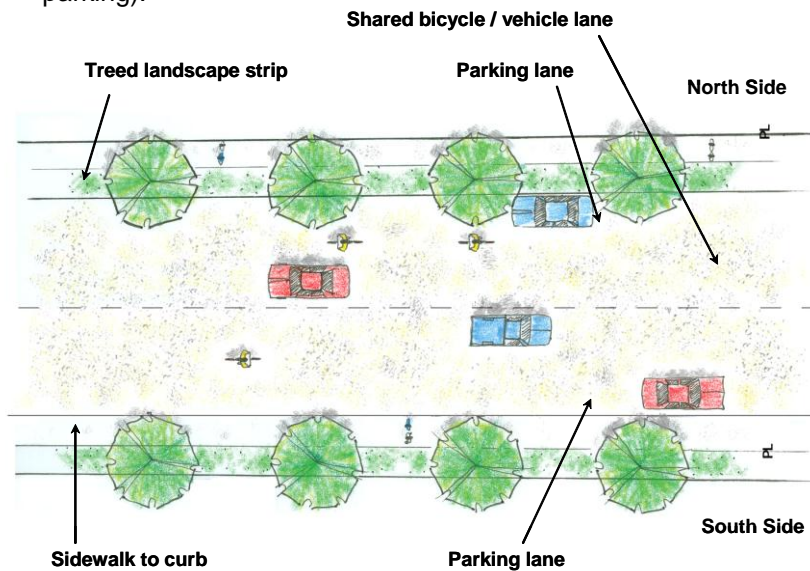 parking).
Shared bicycle / vehicle lane
Treed landscape strip
Parking lane
North Side
PL
PL
South Side
Sidewalk to curb
Parking lane